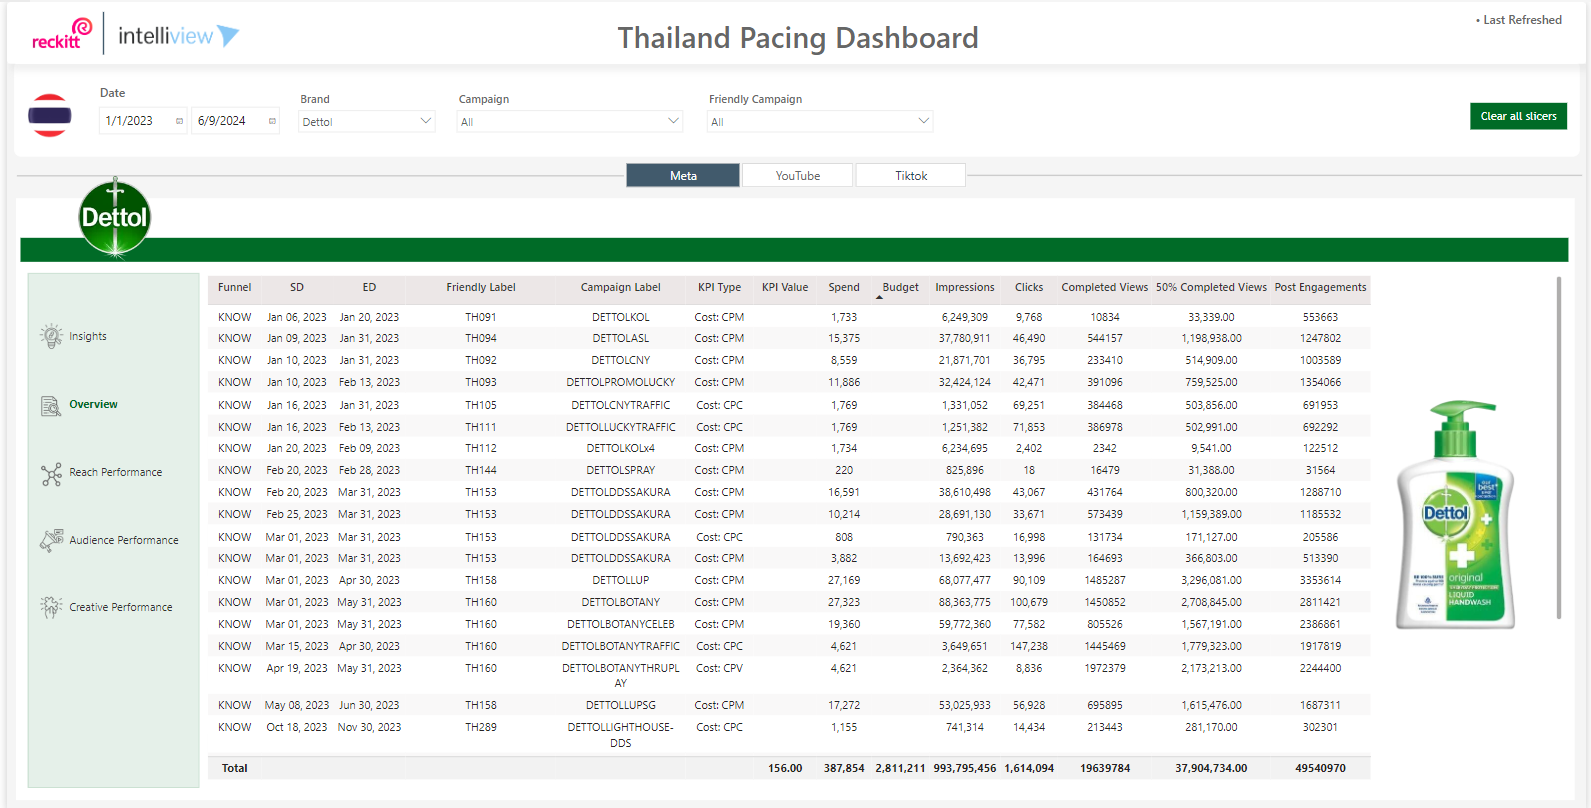 reckitt
intelliview
Thailand Pacing Dashboard
• Last Refreshed
Date
Brand
Campaign
Friendly Campaign
1/1/2023
6/9/2024
Dettol
All
All
Clear all slicers
Meta
YouTube
Tiktok
Dettol
Insights
Overview
Reach Performance
Audience Performance
Creative Performance
Funnel SD ED Friendly Label Campaign Label KPI Type KPI Value Spend Budget Impressions Clicks Completed Views 50% Completed Views Post Engagements
KNOW Jan 06, 2023 Jan 20, 2023 TH091 DETTOLKOL Cost: CPM 1,733 6,249,309 9,768 10834 33,339.00 553663
KNOW Jan 09, 2023 Jan 31, 2023 TH094 DETTOLASL Cost: CPM 15,375 37,780,911 46,490 544157 1,198,938.00 1247802
KNOW Jan 10, 2023 Jan 31, 2023 TH092 DETTOLCNY Cost: CPM 8,559 21,871,701 36,795 233410 514,909.00 1003589
KNOW Jan 10, 2023 Feb 13, 2023 TH093 DETTOLPROMOLUCKY Cost: CPM 11,886 32,424,124 42,471 391096 759,525.00 1354066
KNOW Jan 16, 2023 Jan 31, 2023 TH105 DETTOLCNYTRAFFIC Cost: CPC 1,769 1,331,052 69,251 384468 503,856.00 691953
KNOW Jan 16, 2023 Feb 13, 2023 TH111 DETTOLLUCKYTRAFFIC Cost: CPC 1,769 1,251,382 71,853 386978 502,991.00 692292
KNOW Jan 20, 2023 Feb 09, 2023 TH112 DETTOLKOLx4 Cost: CPM 1,734 6,234,695 2,402 2342 9,541.00 122512
KNOW Feb 20, 2023 Feb 28, 2023 TH144 DETTOLSPRAY Cost: CPM 220 825,896 18 16479 31,388.00 31564
KNOW Feb 20, 2023 Mar 31, 2023 TH153 DETTOLDDSSAKURA Cost: CPM 16,591 38,610,498 43,067 431764 800,320.00 1288710
KNOW Feb 25, 2023 Mar 31, 2023 TH153 DETTOLDDSSAKURA Cost: CPM 10,214 28,691,130 33,671 573439 1,159,389.00 1185532
KNOW Mar 01, 2023 Mar 31, 2023 TH153 DETTOLDDSSAKURA Cost: CPC 808 790,363 16,998 131734 171,127.00 205586
KNOW Mar 01, 2023 Mar 31, 2023 TH153 DETTOLDDSSAKURA Cost: CPM 3,882 13,692,423 13,996 164693 366,803.00 513390
KNOW Mar 01, 2023 Apr 30, 2023 TH158 DETTOLLUP Cost: CPM 27,169 68,077,477 90,109 1485287 3,296,081.00 3353614
KNOW Mar 01, 2023 May 31, 2023 TH160 DETTOLBOTANY Cost: CPM 27,323 88,363,775 100,679 1450852 2,708,845.00 2811421
KNOW Mar 01, 2023 May 31, 2023 TH160 DETTOLBOTANYCELEB Cost: CPM 19,360 59,772,360 77,582 805526 1,567,191.00 2386861
KNOW Mar 15, 2023 Apr 30, 2023 TH160 DETTOLBOTANYTRAFFIC Cost: CPC 4,621 3,649,651 147,238 1445469 1,779,323.00 1917819
KNOW Apr 19, 2023 May 31, 2023 TH160 DETTOLBOTANYTHRUPL Cost: CPV 4,621 2,364,362 8,836 1972379 2,173,213.00 2244400
AY
KNOW May 08, 2023 Jun 30, 2023 TH158 DETTOLLUPSG Cost: CPM 17,272 53,025,933 56,928 695895 1,615,476.00 1687311
KNOW Oct 18, 2023 Nov 30, 2023 TH289 DETTOLLIGHTHOUSE- Cost: CPC 1,155 741,314 14,434 213443 281,170.00 302301
DDS
Total 156.00 387,854 2,811,211 993,795,456 1,614,094 19639784 37,904,734.00 49540970
best
Dettol
original
LIQUID
HANDWASH